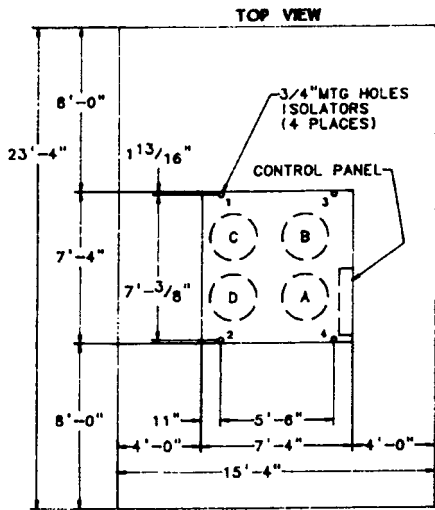 TOP VIEW
8'-0"
3/4"MTG HOLES
ISOLATORS
(4 PLACES)
23'-4"
1 13/16"
CONTROL PANEL
1
3
C
B
7'-4"
7'-3/8"
D
A
2
4
8'-0"
11"
5'-6"
4'-0"
7'-4"
4'-0"
15'-4"